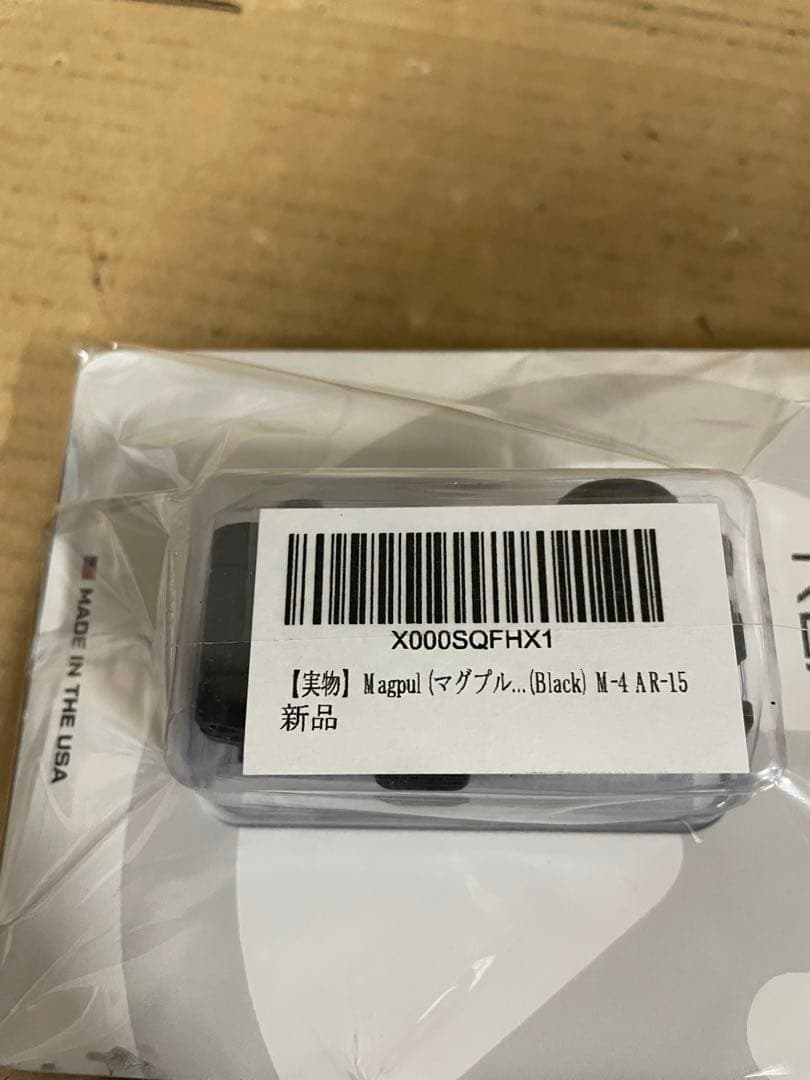 X000SQFHX1
【実物】Magpul (マグプル...(Black) M-4 AR-15
新品
MADE IN THE USA